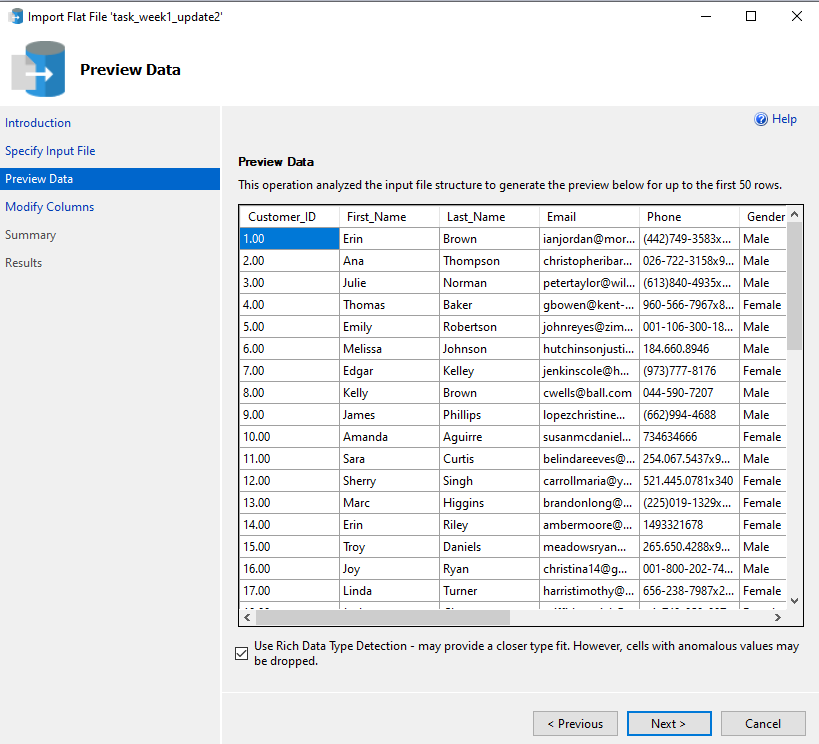 Import Flat File 'task_week1_update2'
Preview Data
Introduction
Specify Input File
Preview Data
Modify Columns
Summary
Results
Help
Preview Data
This operation analyzed the input file structure to generate the preview below for up to the first 50 rows.
Customer_ID First_Name Last_Name Email Phone Gender
1.00 Erin Brown ianjordan@mor... (442)749-3583x... Male
2.00 Ana Thompson christopheribar... 026-722-3158x9... Male
3.00 Julie Norman petertaylor@wil... (613)840-4935x... Male
4.00 Thomas Baker gbowen@kent-... 960-566-7967x8... Female
5.00 Emily Robertson johnreyes@zim... 001-106-300-18... Male
6.00 Melissa Johnson hutchinsonjusti... 184.660.8946 Male
7.00 Edgar Kelley jenkinscole@h... (973)777-8176 Female
8.00 Kelly Brown cwells@ball.com 044-590-7207 Male
9.00 James Phillips lopezchristine... (662)994-4688 Male
10.00 Amanda Aguirre susanmcdaniel... 734634666 Female
11.00 Sara Curtis belindareeves@... 254.067.5437x9... Male
12.00 Sherry Singh carrollmaria@y... 521.445.0781x340 Female
13.00 Marc Higgins brandonlong@... (225)019-1329x... Female
14.00 Erin Riley ambermoore@... 1493321678 Female
15.00 Troy Daniels meadowsryan... 265.650.4288x9... Male
16.00 Joy Ryan christina14@g... 001-800-202-74... Male
17.00 Linda Turner harristimothy@... 656-238-7987x2... Female
Use Rich Data Type Detection - may provide a closer type fit. However, cells with anomalous values may
be dropped.
< Previous
Next >
Cancel